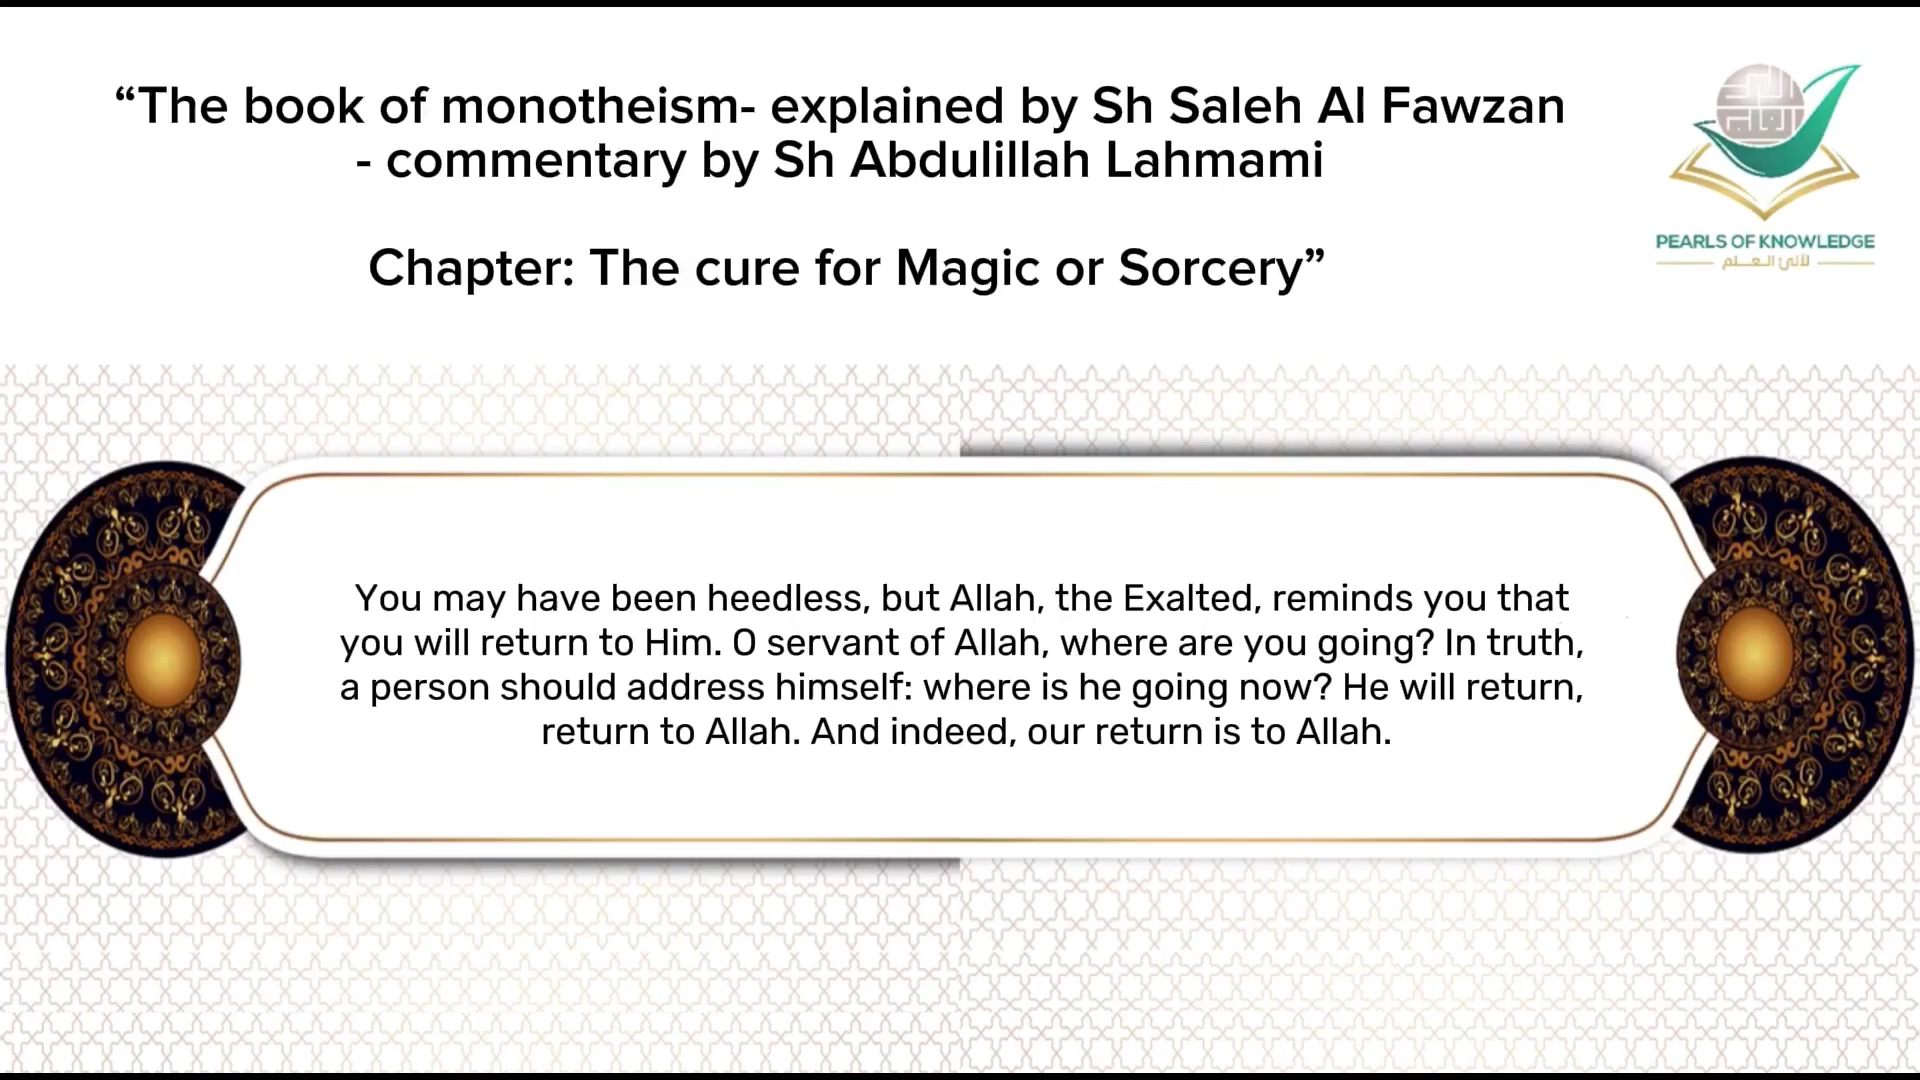 “The book of monotheism- explained by Sh Saleh Al Fawzan
- commentary by Sh Abdulillah Lahmami
Chapter: The cure for Magic or Sorcery”
PEARLS OF KNOWLEDGE
لآلئ العلم
You may have been heedless, but Allah, the Exalted, reminds you that
you will return to Him. O servant of Allah, where are you going? In truth,
a person should address himself: where is he going now? He will return,
return to Allah. And indeed, our return is to Allah.